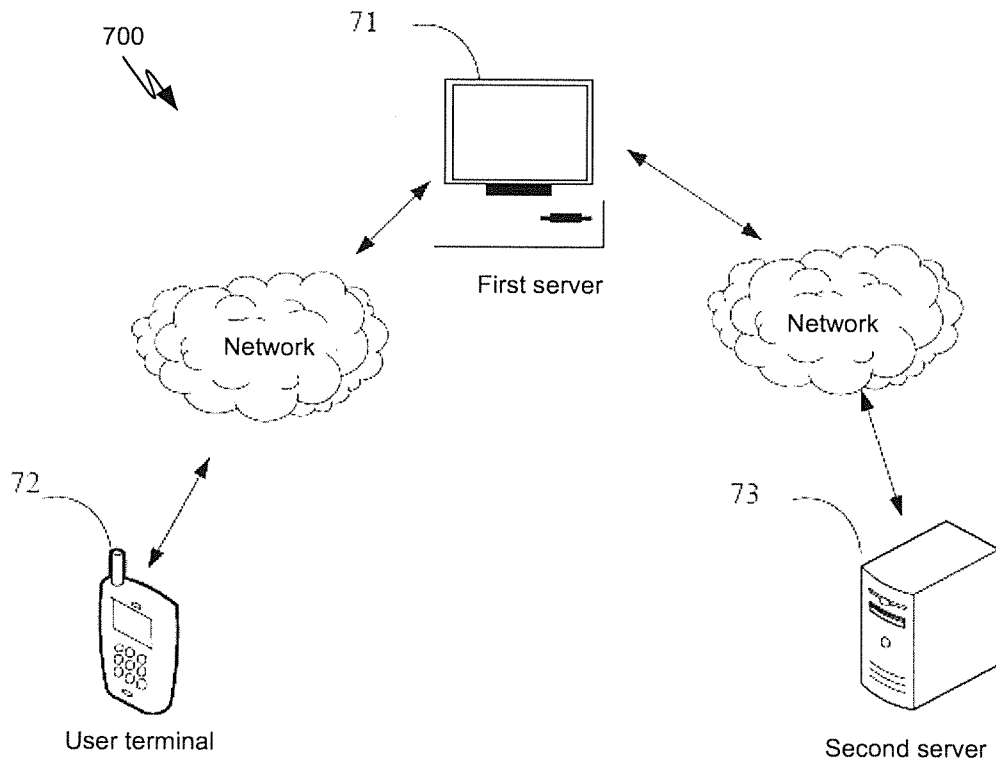 71
700
First server
Network
Network
72
73
User terminal
Second server